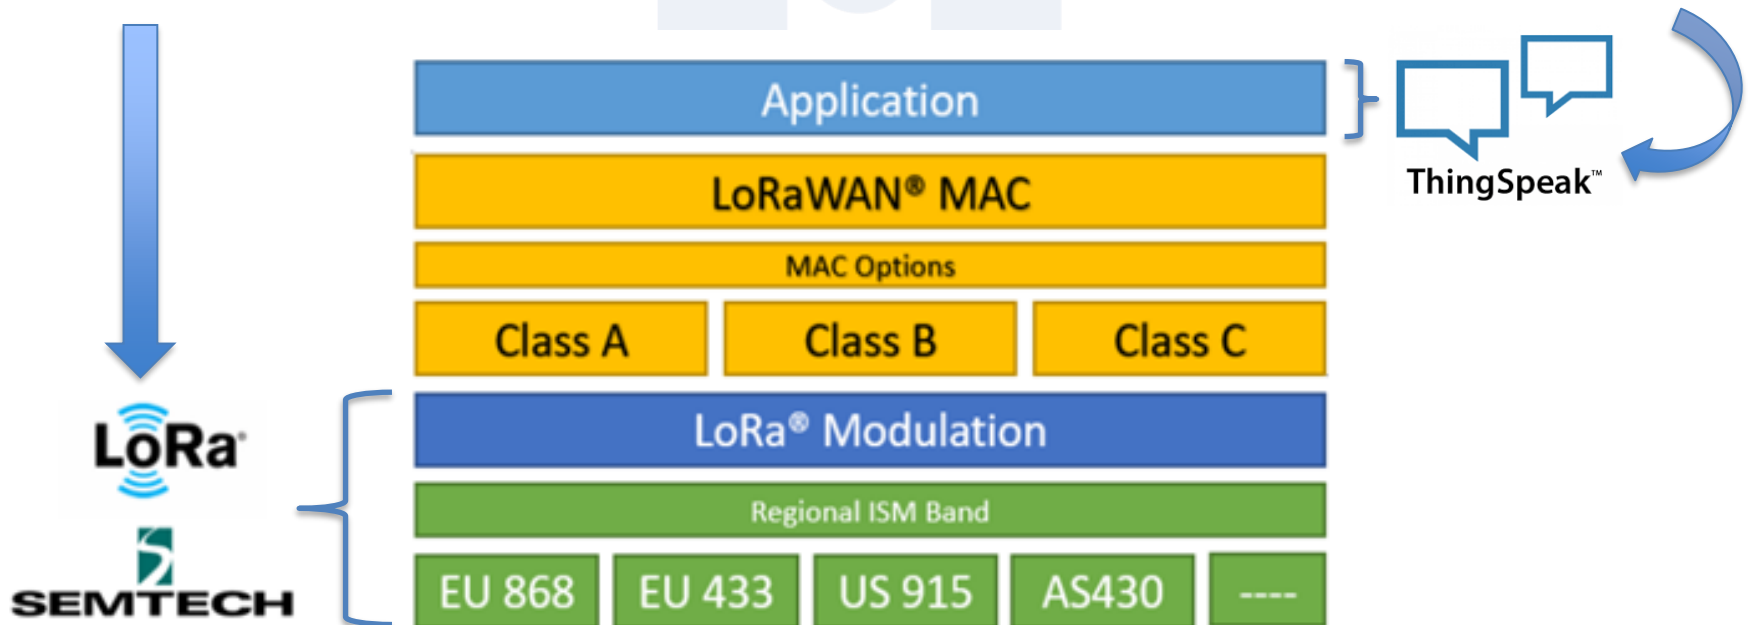 Application
LoRaWAN® MAC
MAC Options
Class A Class B Class C
LoRa® Modulation
Regional ISM Band
EU 868 EU 433 US 915 AS430 ----
ThingSpeak™
LoRa®
SEMTECH